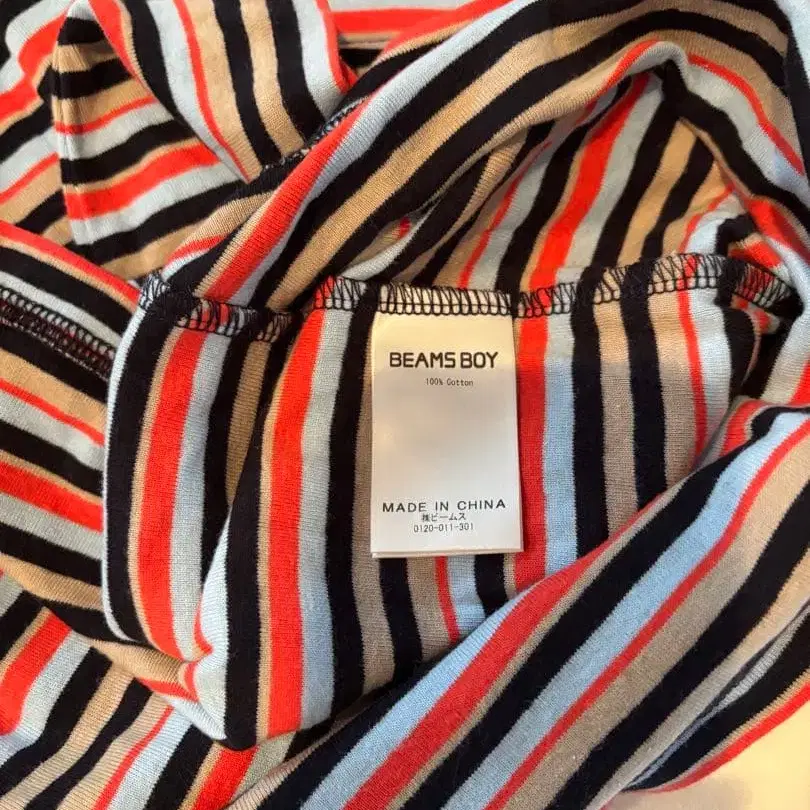 BEAMS BOY
100% Cotton
MADE IN CHINA
㈱ビームス
0120-011-301